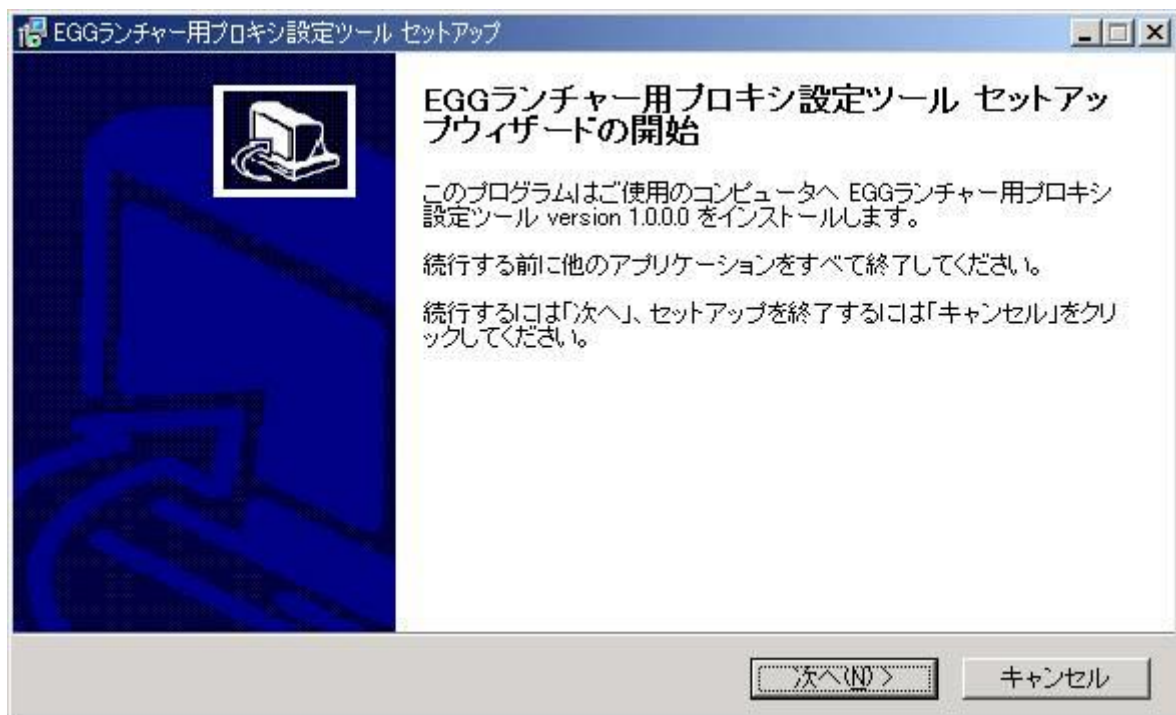 EGGランチャー用プロキシ設定ツール セットアップ
EGGランチャー用プロキシ設定ツール セットアッ
プウィザードの開始
このプログラムはご使用のコンピュータへ EGGランチャー用プロキシ
設定ツール version 1.0.0.0 をインストールします。
続行する前に他のアプリケーションをすべて終了してください。
続行するには「次へ」、セットアップを終了するには「キャンセル」をクリ
ックしてください。
次へ(N) >
キャンセル